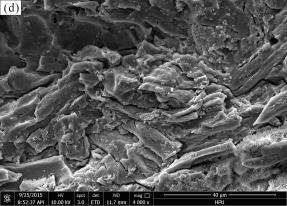 (d)
9/25/2015 HV spot det WD mag □ 40 µm
8:52:37 AM 10.00 kV 3.0 ETD 11.7 mm 4 000 x HPU